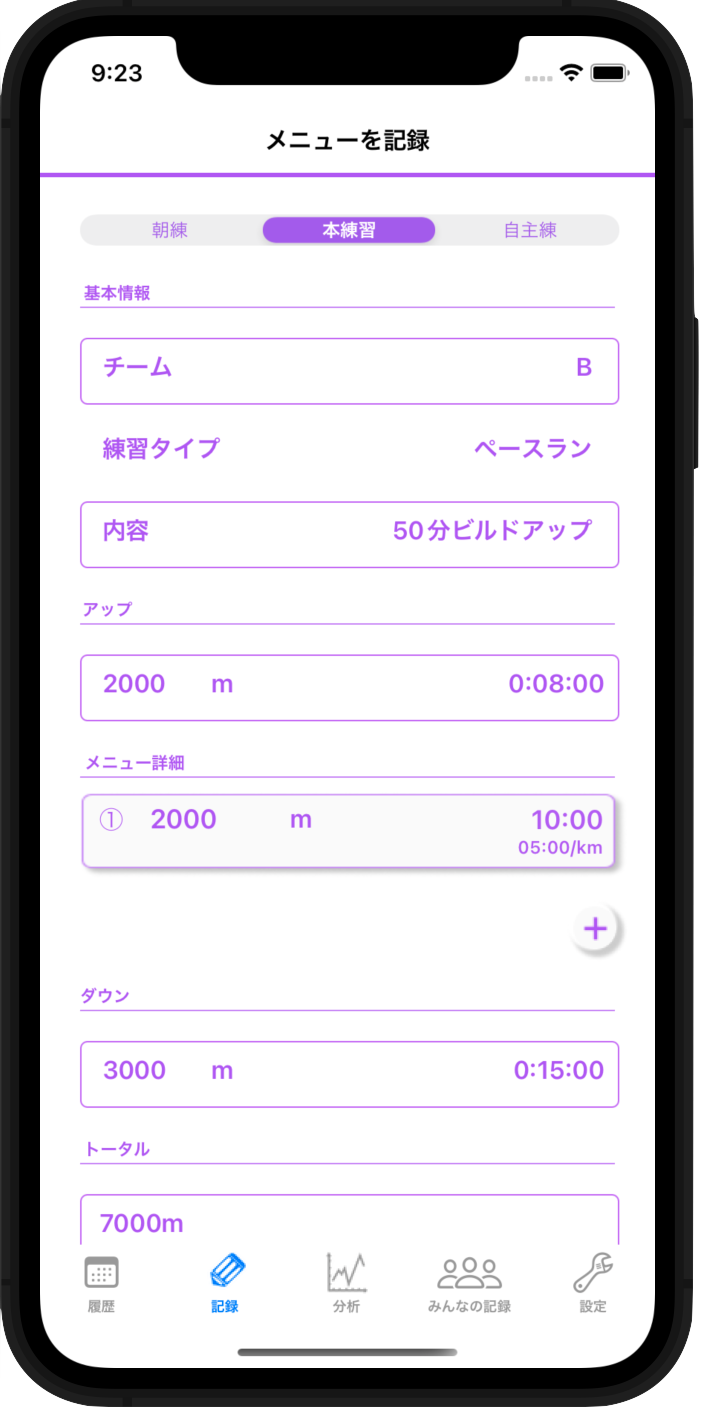 9:23
メニューを記録
朝練 本練習 自主練
基本情報
チーム B
練習タイプ ペースラン
内容 50分ビルドアップ
アップ
2000 m 0:08:00
メニュー詳細
① 2000 m 10:00
05:00/km
+
ダウン
3000 m 0:15:00
トータル
7000m
履歴 記録 分析 みんなの記録 設定